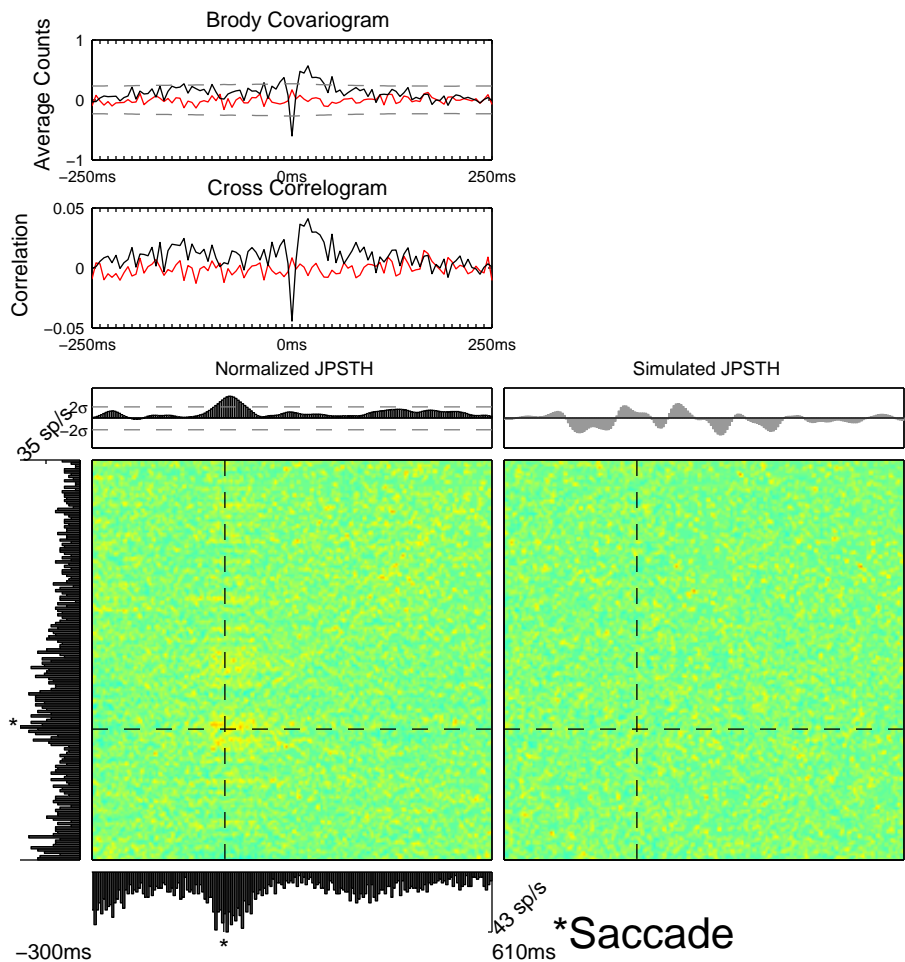 Brody Covariogram
1
0
−1
Average Counts
−250ms
0ms
250ms
Cross Correlogram
0.05
0
−0.05
Correlation
−250ms
0ms
250ms
Normalized JPSTH
Simulated JPSTH
2σ
−2σ
35 sp/s
*
*
43 sp/s
−300ms
610ms
*Saccade